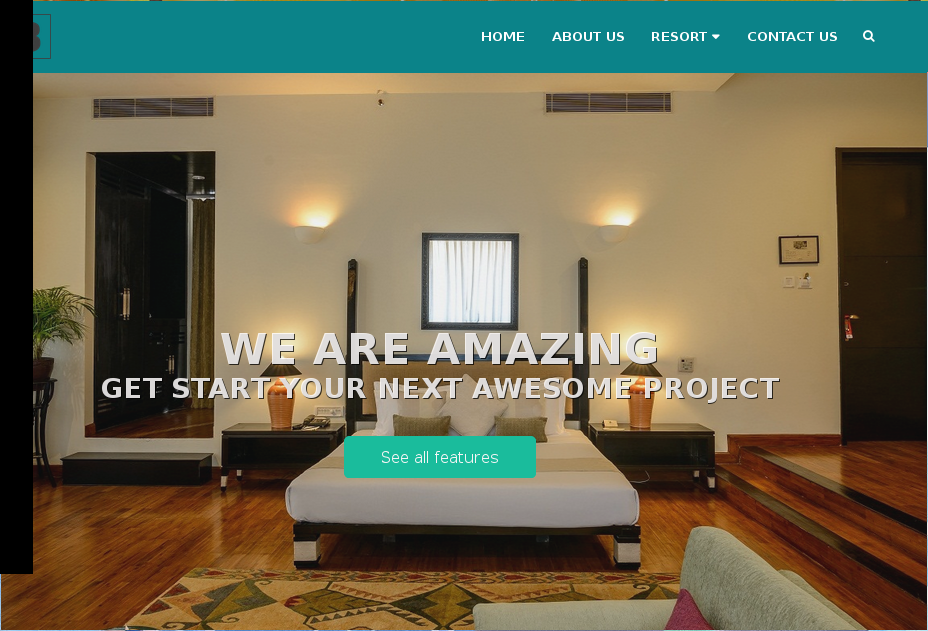 HOME ABOUT US RESORT CONTACT US
WE ARE AMAZING
GET START YOUR NEXT AWESOME PROJECT
See all features